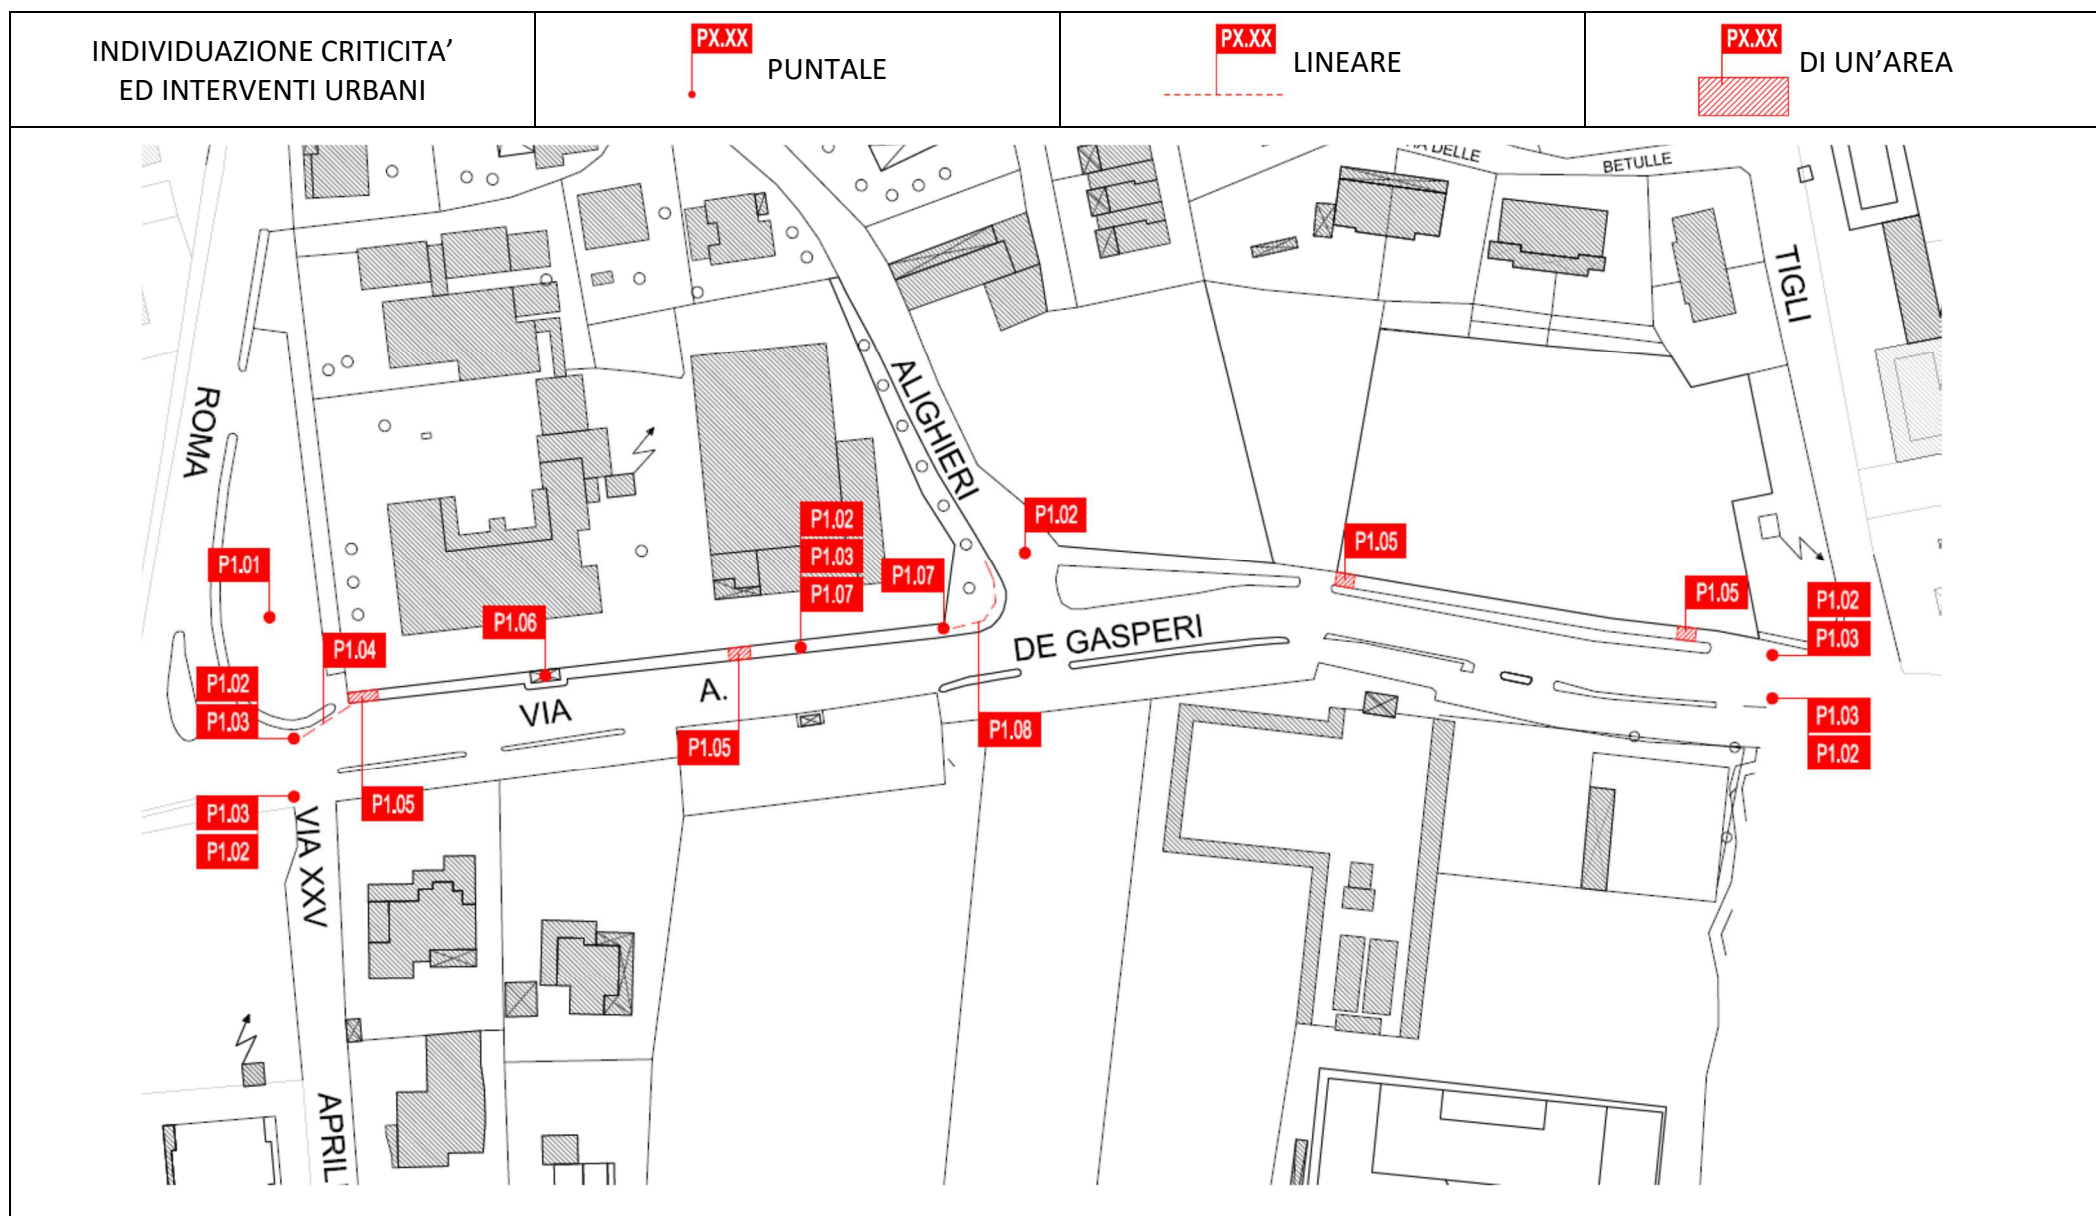 INDIVIDUAZIONE CRITICITA'
ED INTERVENTI URBANI
PX.XX
PUNTALE
PX.XX
LINEARE
PX.XX
DI UN'AREA
DELLE
BETULLE
TIGLI
ROMA
ALIGHIERI
P1.02
P1.02
P1.03
P1.07
P1.05
P1.01
P1.07
P1.05
P1.02
P1.03
P1.06
P1.04
DE GASPERI
P1.02
P1.03
A.
VIA
P1.08
P1.05
P1.03
P1.02
P1.05
P1.03
P1.02
VIA XXV
APRIL